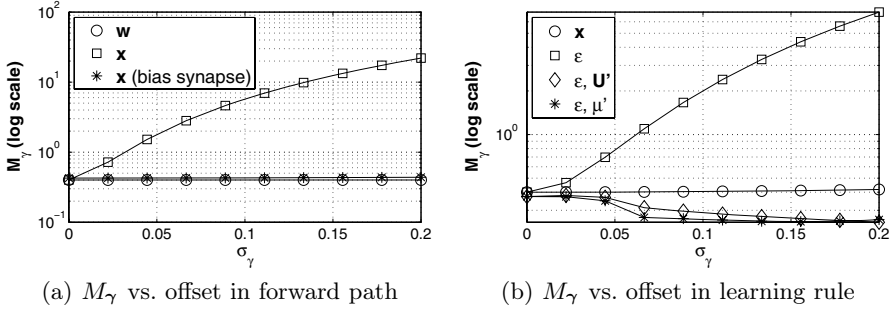 10²
w
x
x (bias synapse)
10¹
10⁰
10⁻¹
M_γ (log scale)
0 0.05 0.1 0.15 0.2
σ_γ
(a) M_γ vs. offset in forward path
x
ε
ε, U'
ε, μ'
10⁰
M_γ (log scale)
0 0.05 0.1 0.15 0.2
σ_γ
(b) M_γ vs. offset in learning rule